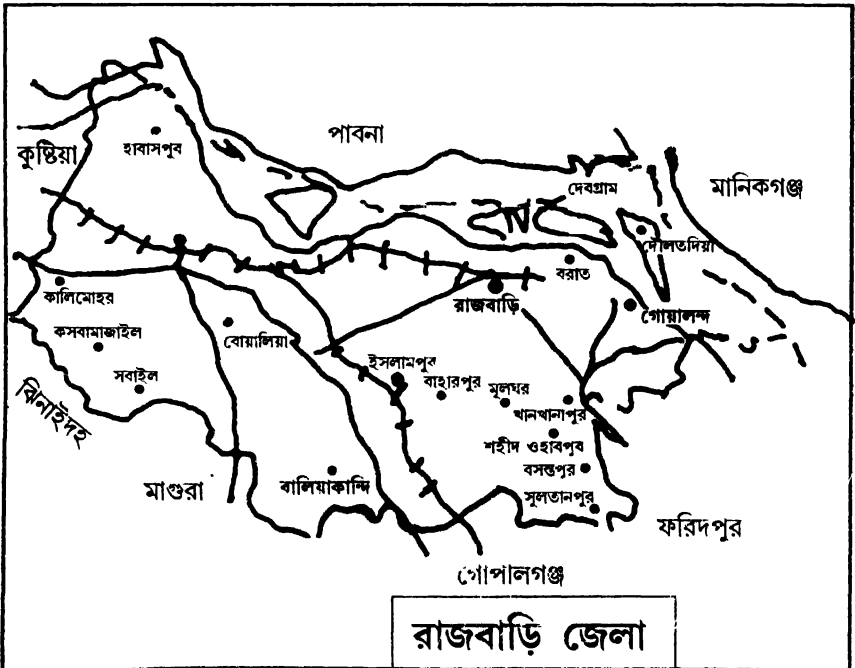 পাবনা
কুষ্টিয়া
হাবাসপুব
মানিকগঞ্জ
দেবগ্রাম
দৌলতদিয়া
বরাত
কালিমোহর
রাজবাড়ি
গোয়ালন্দ
কসবামাজাইল
বোয়ালিয়া
ইসলামপুর
সবাইল
বাহারপুর
মূলঘর
খানখানাপুর
ঝিনাইদহ
শহীদ ওহাবপুব
বসন্তপুর
মাগুরা
বালিয়াকান্দি
সুলতানপুর
ফরিদপুর
গোপালগঞ্জ
রাজবাড়ি জেলা